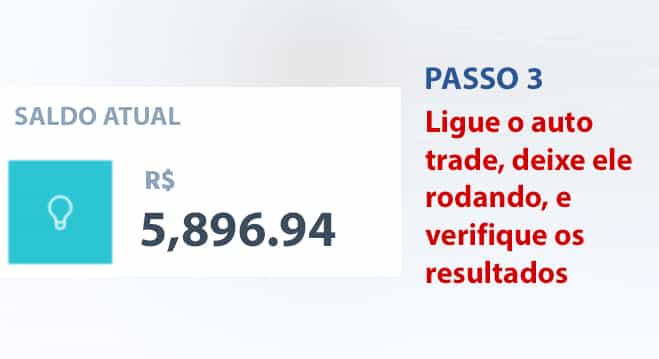 SALDO ATUAL
R$
5,896.94
PASSO 3
Ligue o auto
trade, deixe ele
rodando, e
verifique os
resultados